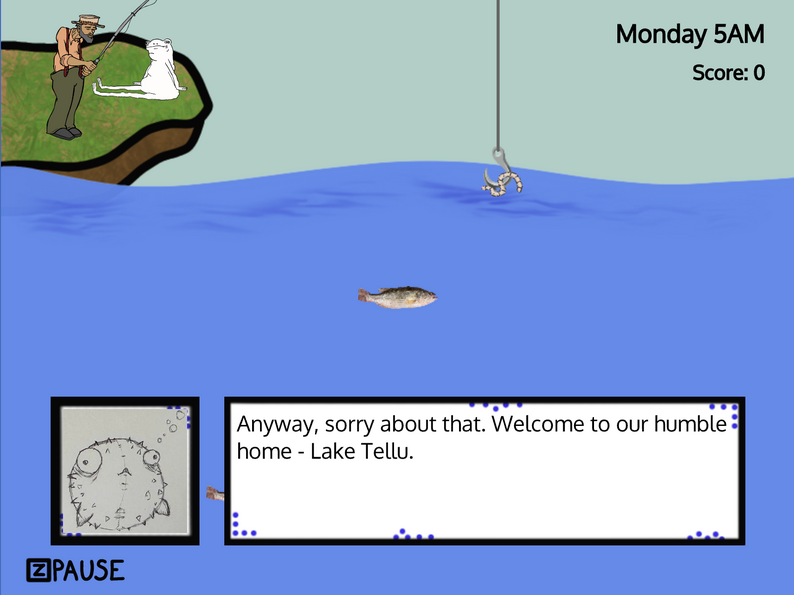 Monday 5AM
Score: 0
Anyway, sorry about that. Welcome to our humble
home - Lake Tellu.
Z PAUSE